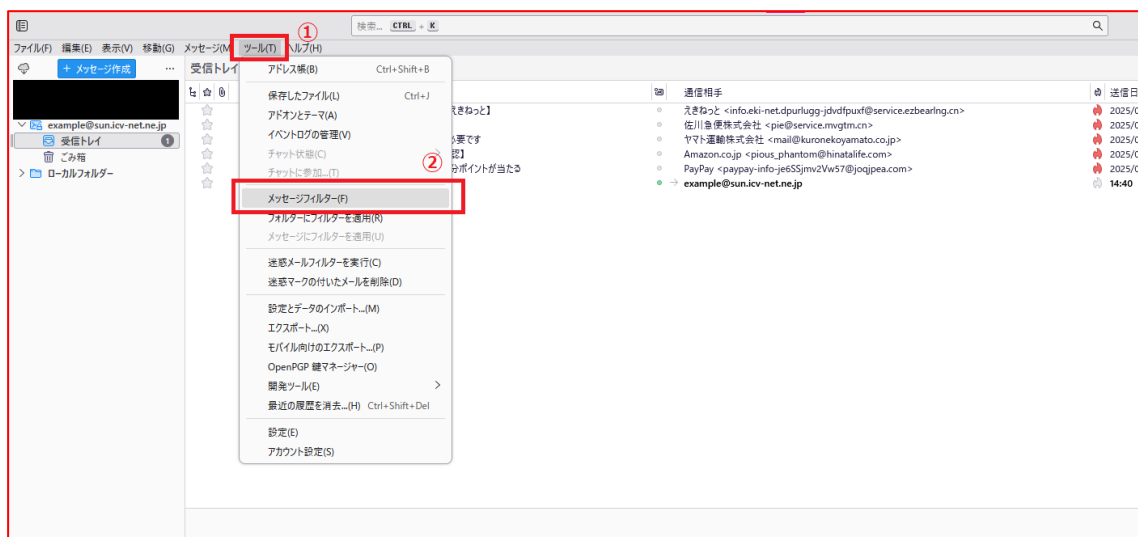 検索... CTRL + K
①
ファイル(F) 編集(E) 表示(V) 移動(G) メッセージ(M ツール(T) ヘルプ(H)
+ メッセージ作成 ... 受信トレイ
アドレス帳(B) Ctrl+Shift+B
保存したファイル(L) Ctrl+J
アドオンとテーマ(A)
イベントログの管理(V)
チャット状態(C)
チャットに参加...(T)
②
メッセージフィルター(F)
フォルダーにフィルターを適用(R)
メッセージにフィルターを適用(U)
迷惑メールフィルターを実行(C)
迷惑マークの付いたメールを削除(D)
設定とデータのインポート...(M)
エクスポート...(X)
モバイル向けのエクスポート...(P)
OpenPGP 鍵マネージャー(O)
開発ツール(E)
最近の履歴を消去...(H) Ctrl+Shift+Del
設定(E)
アカウント設定(S)
example@sun.icv-net.ne.jp
受信トレイ 1
ごみ箱
ローカルフォルダー
通信相手 送信日
えきねっと】 えきねっと <info.eki-net.dpurlugg-jdvdfpuxf@service.ezbearlng.cn> 2025/0
必要です 佐川急便株式会社 <pie@service.mvgtm.cn> 2025/0
ヤマト運輸株式会社 <mail@kuronekoyamato.co.jp> 2025/0
認】 Amazon.co.jp <pious_phantom@hinatalife.com> 2025/0
分ポイントが当たる PayPay <paypay-info-je6SSjmv2Vw57@joqjpea.com> 2025/0
example@sun.icv-net.ne.jp 14:40